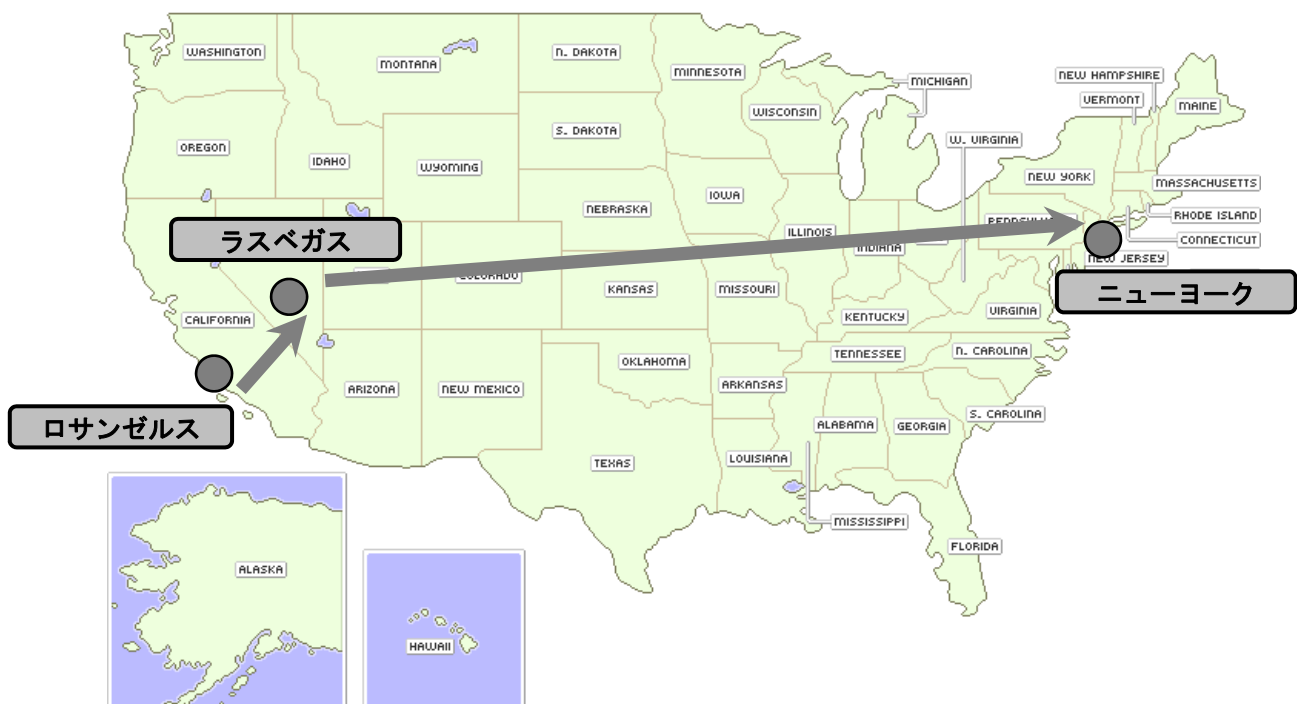 WASHINGTON
MONTANA
N. DAKOTA
MINNESOTA
MICHIGAN
NEW HAMPSHIRE
VERMONT
MAINE
WISCONSIN
OREGON
IDAHO
WYOMING
S. DAKOTA
W. VIRGINIA
NEW YORK
MASSACHUSETTS
IOWA
NEBRASKA
RHODE ISLAND
CONNECTICUT
ラスベガス
ILLINOIS
INDIANA
PENNSYLVANIA
NEW JERSEY
COLORADO
KANSAS
MISSOURI
ニューヨーク
CALIFORNIA
KENTUCKY
VIRGINIA
OKLAHOMA
TENNESSEE
N. CAROLINA
ARIZONA
NEW MEXICO
ARKANSAS
S. CAROLINA
ロサンゼルス
ALABAMA
GEORGIA
TEXAS
LOUISIANA
MISSISSIPPI
FLORIDA
ALASKA
HAWAII